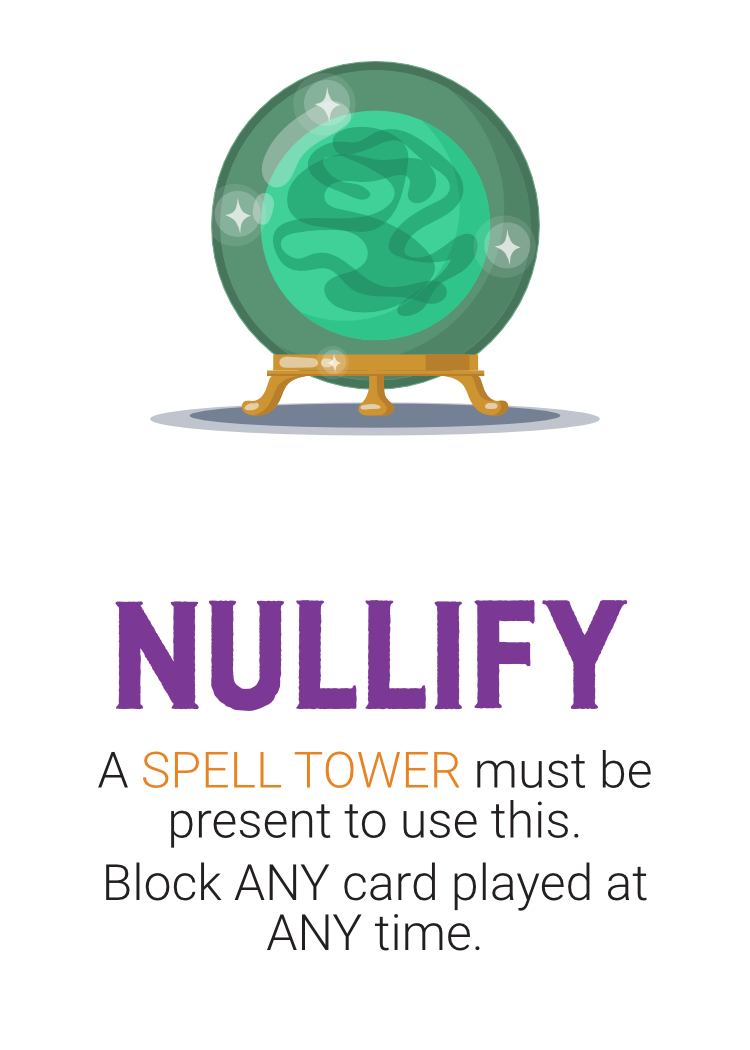 NULLIFY
A SPELL TOWER must be
present to use this.
Block ANY card played at
ANY time.